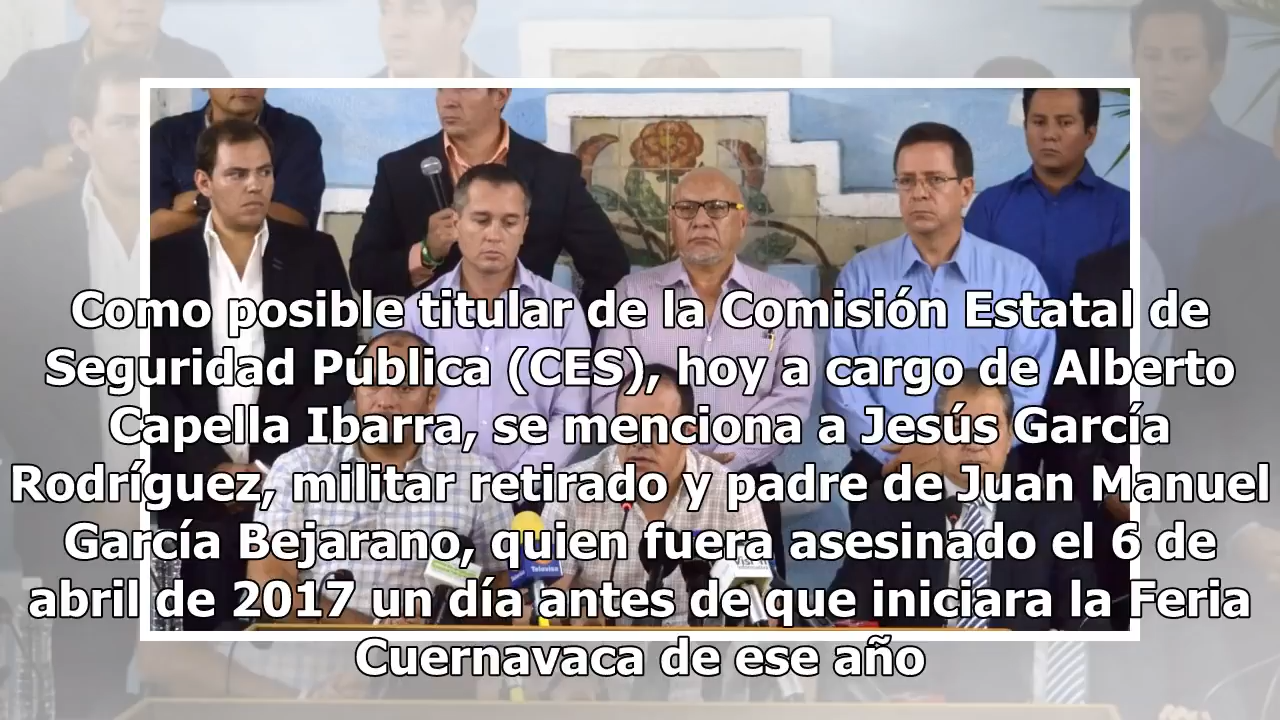 Como posible titular de la Comisión Estatal de
Seguridad Pública (CES), hoy a cargo de Alberto
Capella Ibarra, se menciona a Jesús García
Rodríguez, militar retirado y padre de Juan Manuel
García Bejarano, quien fuera asesinado el 6 de
abril de 2017 un día antes de que iniciara la Feria
Cuernavaca de ese año
Televisa